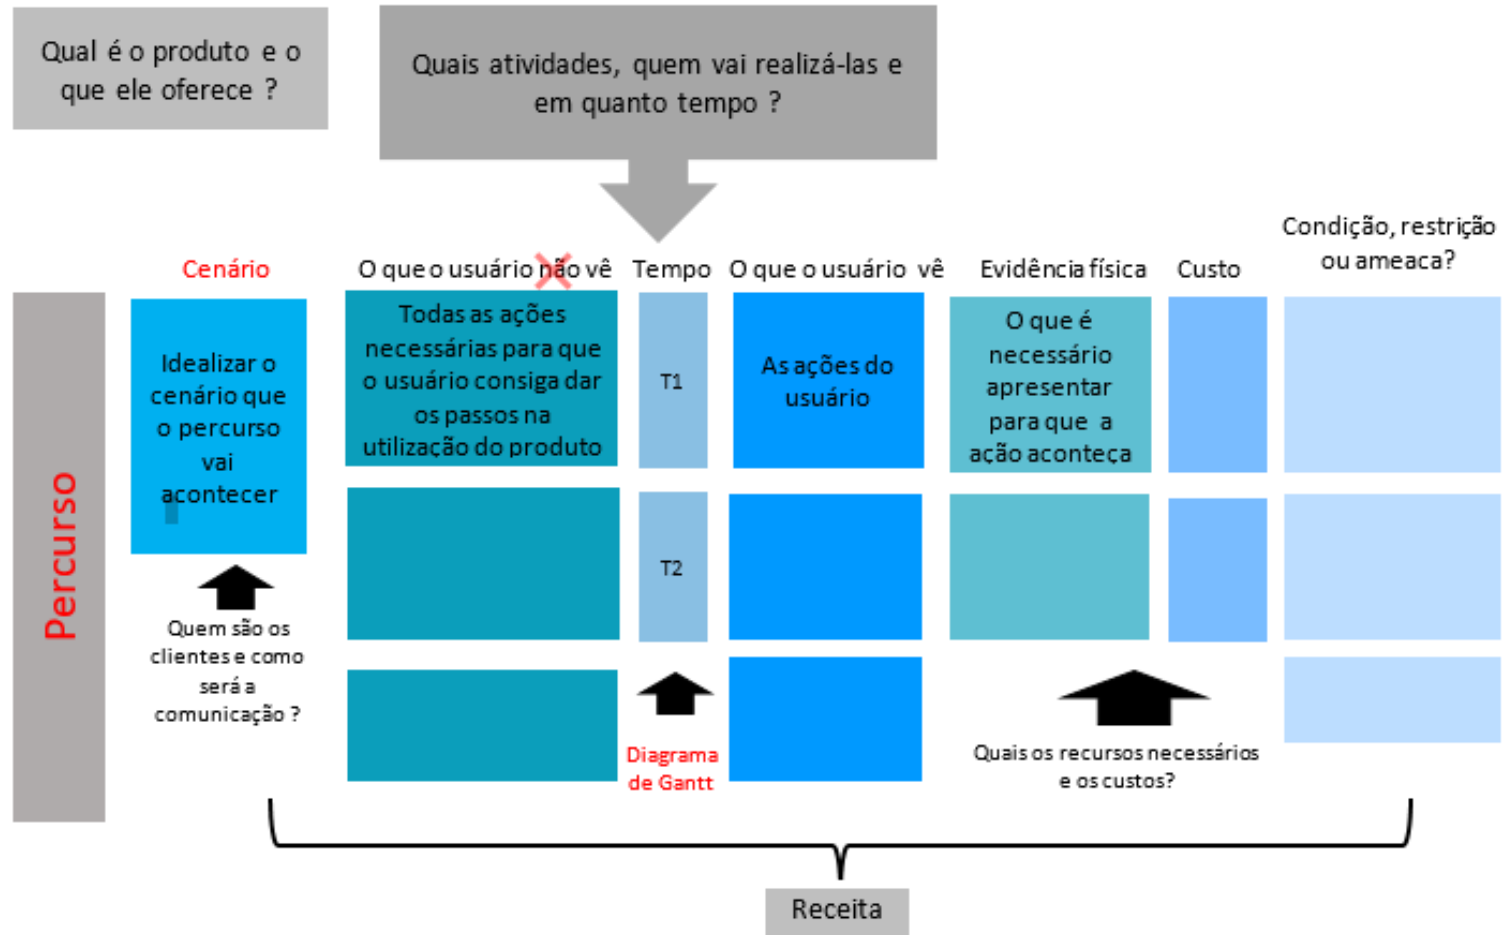 Qual é o produto e o
que ele oferece ?
Quais atividades, quem vai realizá-las e
em quanto tempo ?
Condição, restrição
ou ameaca?
Cenário
O que o usuário não vê
Tempo
O que o usuário vê
Evidência física
Custo
Percurso
Idealizar o
cenário que
o percurso
vai
acontecer
Todas as ações
necessárias para que
o usuário consiga dar
os passos na
utilização do produto
T1
As ações do
usuário
O que é
necessário
apresentar
para que a
ação aconteça
T2
Quem são os
clientes e como
será a
comunicação ?
Diagrama
de Gantt
Quais os recursos necessários
e os custos?
Receita